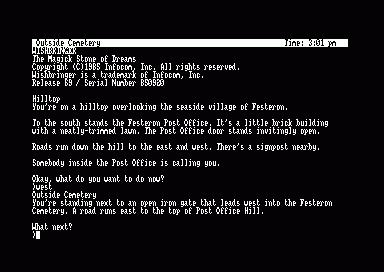 Outside Cemetery Time: 3:01 pm
WISHBRINGER
The Magick Stone of Dreams
Copyright (C)1985 Infocom, Inc. All rights reserved.
Wishbringer is a trademark of Infocom, Inc.
Release 69 / Serial Number 850920
Hilltop
You're on a hilltop overlooking the seaside village of Festeron.
To the south stands the Festeron Post Office. It's a little brick building
with a neatly-trimmed lawn. The Post Office door stands invitingly open.
Roads run down the hill to the east and west. There's a signpost nearby.
Somebody inside the Post Office is calling you.
Okay, what do you want to do now?
>west
Outside Cemetery
You're standing next to an open iron gate that leads west into the Festeron
Cemetery. A road runs east to the top of Post Office Hill.
What next?
>